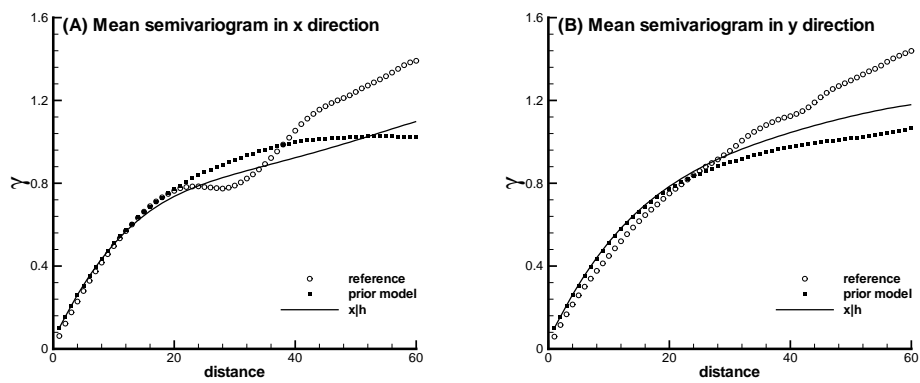 (A) Mean semivariogram in x direction
1.6
1.2
0.8
0.4
0
γ
reference
prior model
x|h
0 20 40 60
distance
(B) Mean semivariogram in y direction
1.6
1.2
0.8
0.4
0
γ
reference
prior model
x|h
0 20 40 60
distance